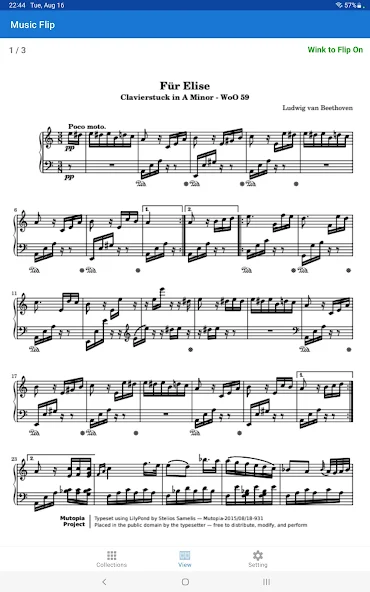 22:44 Tue, Aug 16 57%
Music Flip
1 / 3 Wink to Flip On
Für Elise
Clavierstuck in A Minor - WoO 59
Ludwig van Beethoven
Poco moto.
pp
pp
6
1.
2.
11
17
23
2.
Mutopia Project
Typeset using LilyPond by Stelios Samelis — Mutopia-2015/08/18-931
Placed in the public domain by the typesetter — free to distribute, modify, and perform
Collections View Setting